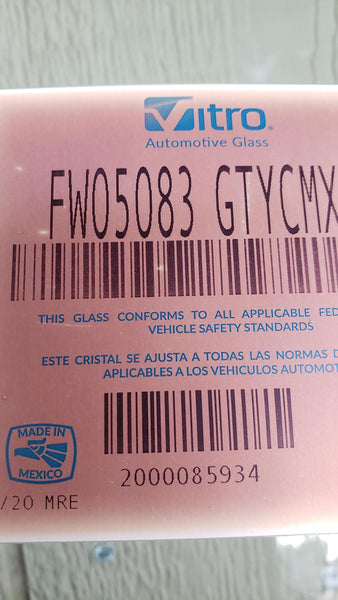 Vitro
Automotive Glass
FW05083 GTYCMX
THIS GLASS CONFORMS TO ALL APPLICABLE FED
VEHICLE SAFETY STANDARDS
ESTE CRISTAL SE AJUSTA A TODAS LAS NORMAS D
APLICABLES A LOS VEHICULOS AUTOMOT
MADE IN
MEXICO
2000085934
/20 MRE